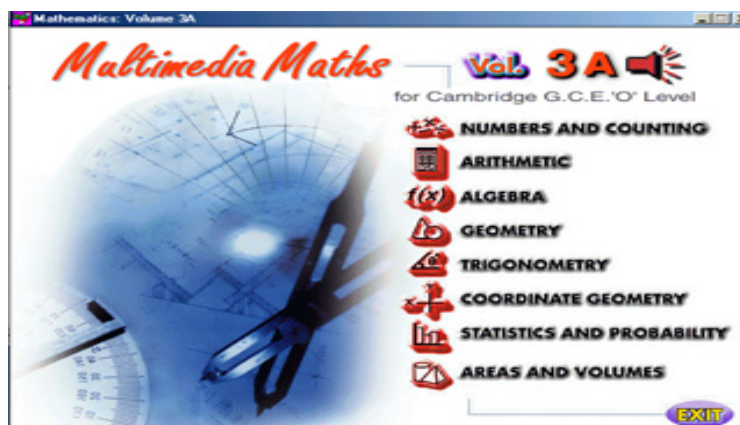 Mathematics: Volume 3A
Multimedia Maths Vol. 3A
for Cambridge G.C.E.'O' Level
NUMBERS AND COUNTING
ARITHMETIC
f(x) ALGEBRA
GEOMETRY
TRIGONOMETRY
COORDINATE GEOMETRY
STATISTICS AND PROBABILITY
AREAS AND VOLUMES
EXIT